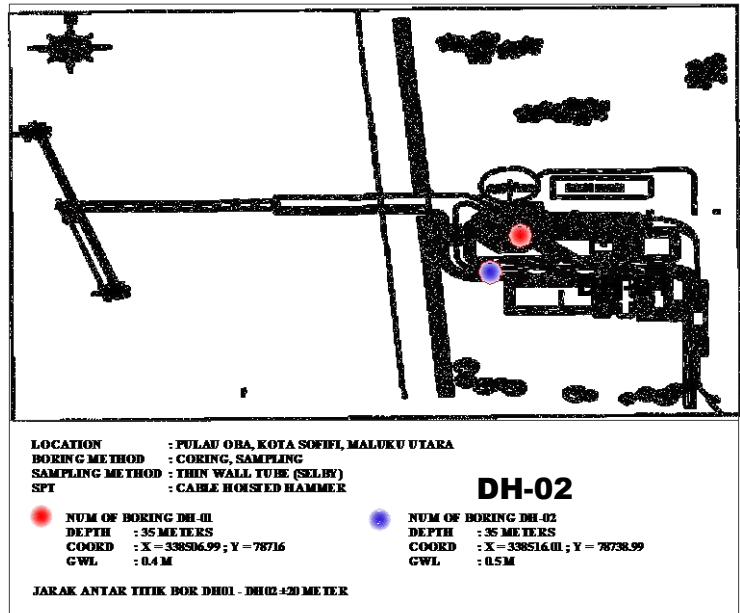 LOCATION : PULAU OBA, KOTA SOFIFI, MALUKU UTARA
BORING METHOD : CORING, SAMPLING
SAMPLING METHOD : THIN WALL TUBE (SELBY)
SPT : CABLE HOISTED HAMMER
DH-02
NUM OF BORING DH-01
DEPTH : 35 METERS
COORD : X = 338506.99 ; Y = 78716
GWL : 0.4 M
NUM OF BORING DH-02
DEPTH : 35 METERS
COORD : X = 338516.01 ; Y = 78738.99
GWL : 0.5 M
JARAK ANTAR TITIK BOR DH01 - DH02 ±20 METER